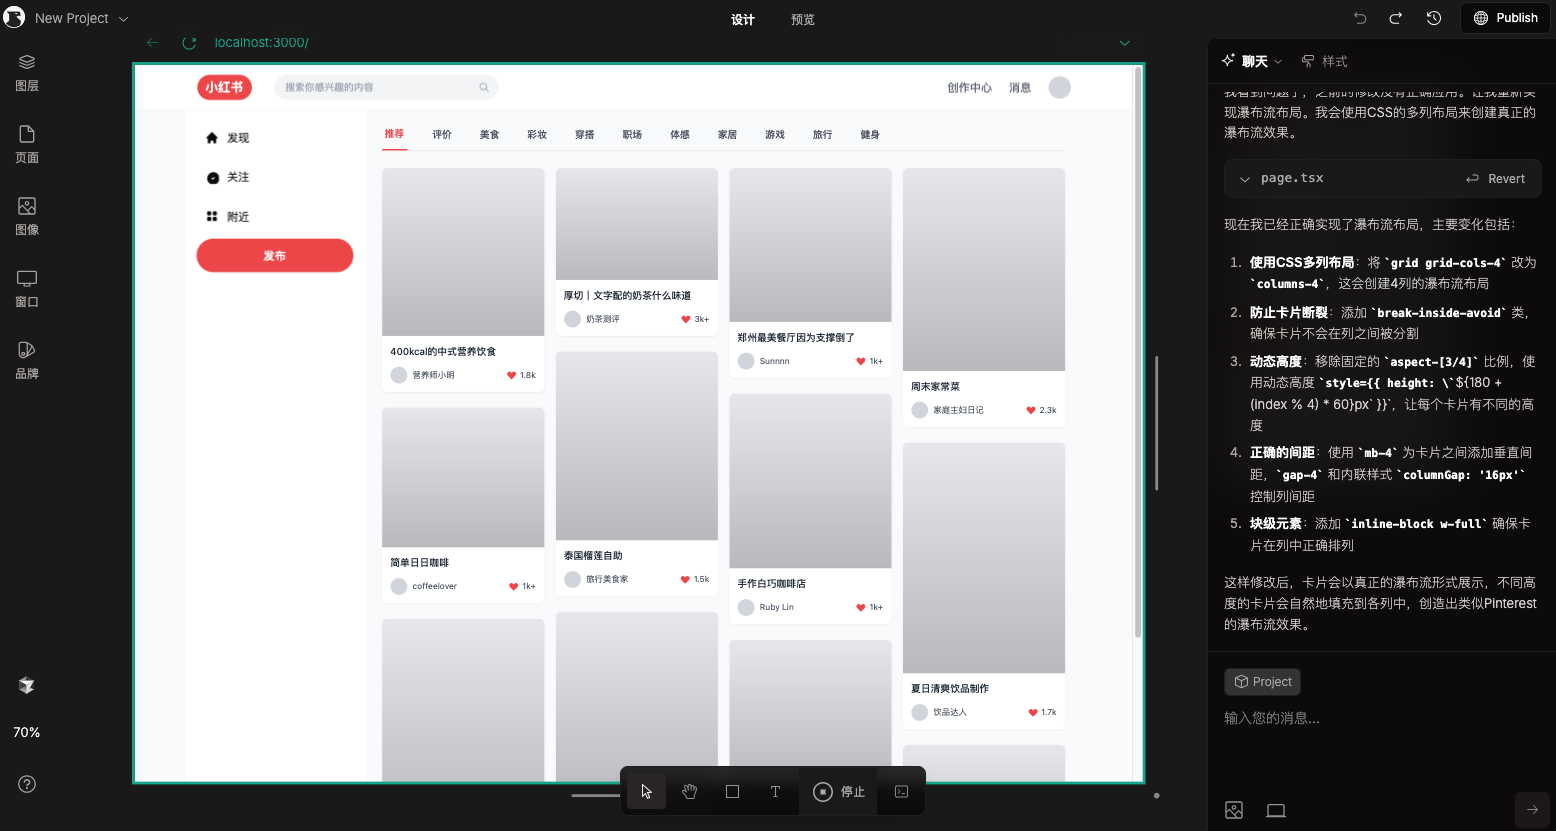 New Project
设计
预览
Publish
localhost:3000/
图层
页面
图像
窗口
品牌
70%
小红书
搜索你感兴趣的内容
创作中心
消息
发现
关注
附近
发布
推荐
评价
美食
彩妆
穿搭
职场
体感
家居
游戏
旅行
健身
400kcal的中式营养饮食
营养师小明
1.8k
厚切｜文字配的奶茶什么味道
奶茶测评
3k+
郑州最美餐厅因为支撑倒了
Sunnnn
1k+
周末家常菜
家庭主妇日记
2.3k
简单日日咖啡
coffeelover
1k+
泰国榴莲自助
旅行美食家
1.5k
手作白巧咖啡店
Ruby Lin
1k+
夏日清爽饮品制作
饮品达人
1.7k
T
停止
聊天
样式
我看到问题了，之前的修改没有正确应用。让我重新实
现瀑布流布局。我会使用CSS的多列布局来创建真正的
瀑布流效果。
page.tsx
Revert
现在我已经正确实现了瀑布流布局，主要变化包括：
1. 使用CSS多列布局：将 `grid grid-cols-4` 改为
`columns-4`，这会创建4列的瀑布流布局
2. 防止卡片断裂：添加 `break-inside-avoid` 类，
确保卡片不会在列之间被分割
3. 动态高度：移除固定的 `aspect-[3/4]` 比例，使
用动态高度 `style={{ height: \`${180 +
(index % 4) * 60}px` }}`，让每个卡片有不同的高
度
4. 正确的间距：使用 `mb-4` 为卡片之间添加垂直间
距，`gap-4` 和内联样式 `columnGap: '16px'`
控制列间距
5. 块级元素：添加 `inline-block w-full` 确保卡
片在列中正确排列
这样修改后，卡片会以真正的瀑布流形式展示，不同高
度的卡片会自然地填充到各列中，创造出类似Pinterest
的瀑布流效果。
Project
输入您的消息...